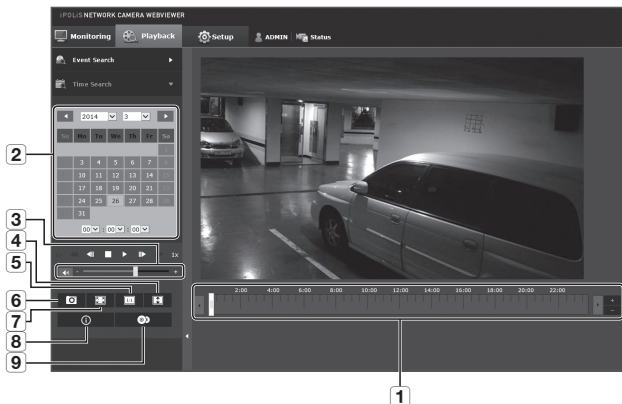 iPOLiS NETWORK CAMERA WEBVIEWER
Monitoring Playback Setup ADMIN Status
Event Search
Time Search
2014 3
Su Mo Tu We Th Fr Sa
3 4 5 6 7
10 11 12 13 14
17 18 19 20 21
24 25 26 27 28
31
00 : 00 : 00
1x
- +
1:1
2:00 4:00 6:00 8:00 10:00 12:00 14:00 16:00 18:00 20:00 22:00
+
-
2
3
4
5
6
7
8
9
1